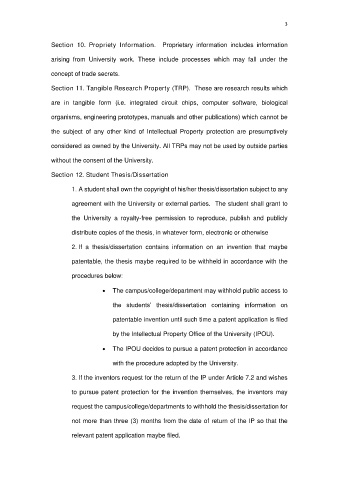 3
Section 10. Propriety Information. Proprietary information includes information
arising from University work. These include processes which may fall under the
concept of trade secrets.
Section 11. Tangible Research Property (TRP). These are research results which
are in tangible form (i.e. integrated circuit chips, computer software, biological
organisms, engineering prototypes, manuals and other publications) which cannot be
the subject of any other kind of Intellectual Property protection are presumptively
considered as owned by the University. All TRPs may not be used by outside parties
without the consent of the University.
Section 12. Student Thesis/Dissertation
1. A student shall own the copyright of his/her thesis/dissertation subject to any
agreement with the University or external parties. The student shall grant to
the University a royalty-free permission to reproduce, publish and publicly
distribute copies of the thesis, in whatever form, electronic or otherwise
2. If a thesis/dissertation contains information on an invention that maybe
patentable, the thesis maybe required to be withheld in accordance with the
procedures below:
• The campus/college/department may withhold public access to
the students' thesis/dissertation containing information on
patentable invention until such time a patent application is filed
by the Intellectual Property Office of the University (IPOU).
• The IPOU decides to pursue a patent protection in accordance
with the procedure adopted by the University.
3. If the inventors request for the return of the IP under Article 7.2 and wishes
to pursue patent protection for the invention themselves, the inventors may
request the campus/college/departments to withhold the thesis/dissertation for
not more than three (3) months from the date of return of the IP so that the
relevant patent application maybe filed.